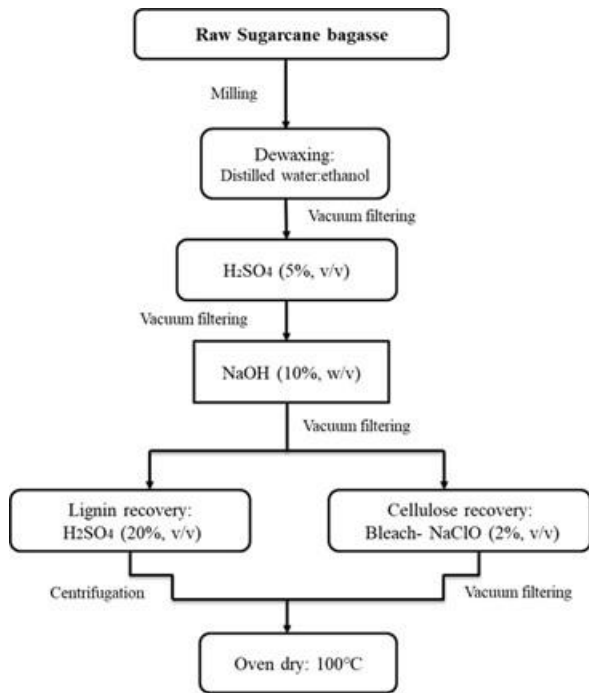 Raw Sugarcane bagasse
Milling
Dewaxing:
Distilled water:ethanol
Vacuum filtering
H₂SO₄ (5%, v/v)
Vacuum filtering
NaOH (10%, w/v)
Vacuum filtering
Lignin recovery:
H₂SO₄ (20%, v/v)
Cellulose recovery:
Bleach- NaClO (2%, v/v)
Centrifugation
Vacuum filtering
Oven dry: 100℃